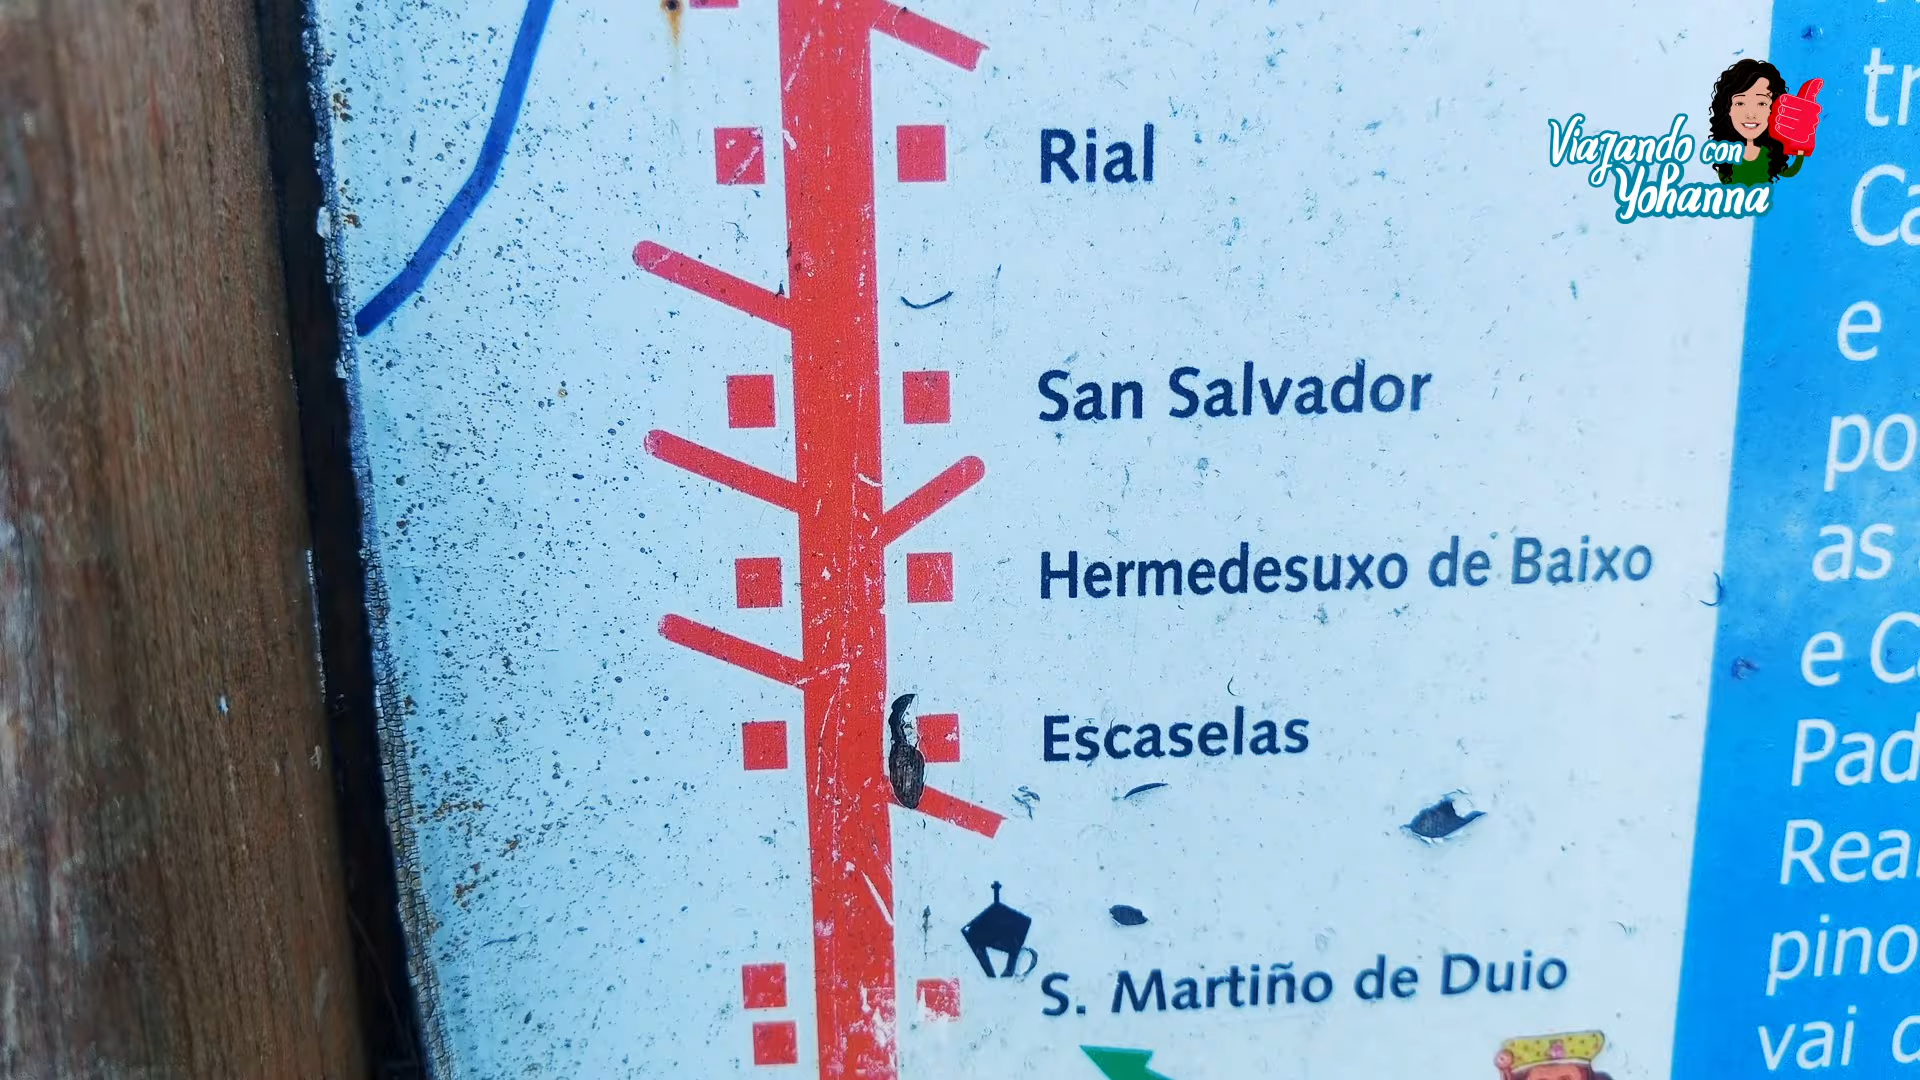 Viajando con
Yohanna
Rial
San Salvador
Hermedesuxo de Baixo
Escaselas
S. Martiño de Duio
e
po
as
e C
Pad
Rea
pino
vai